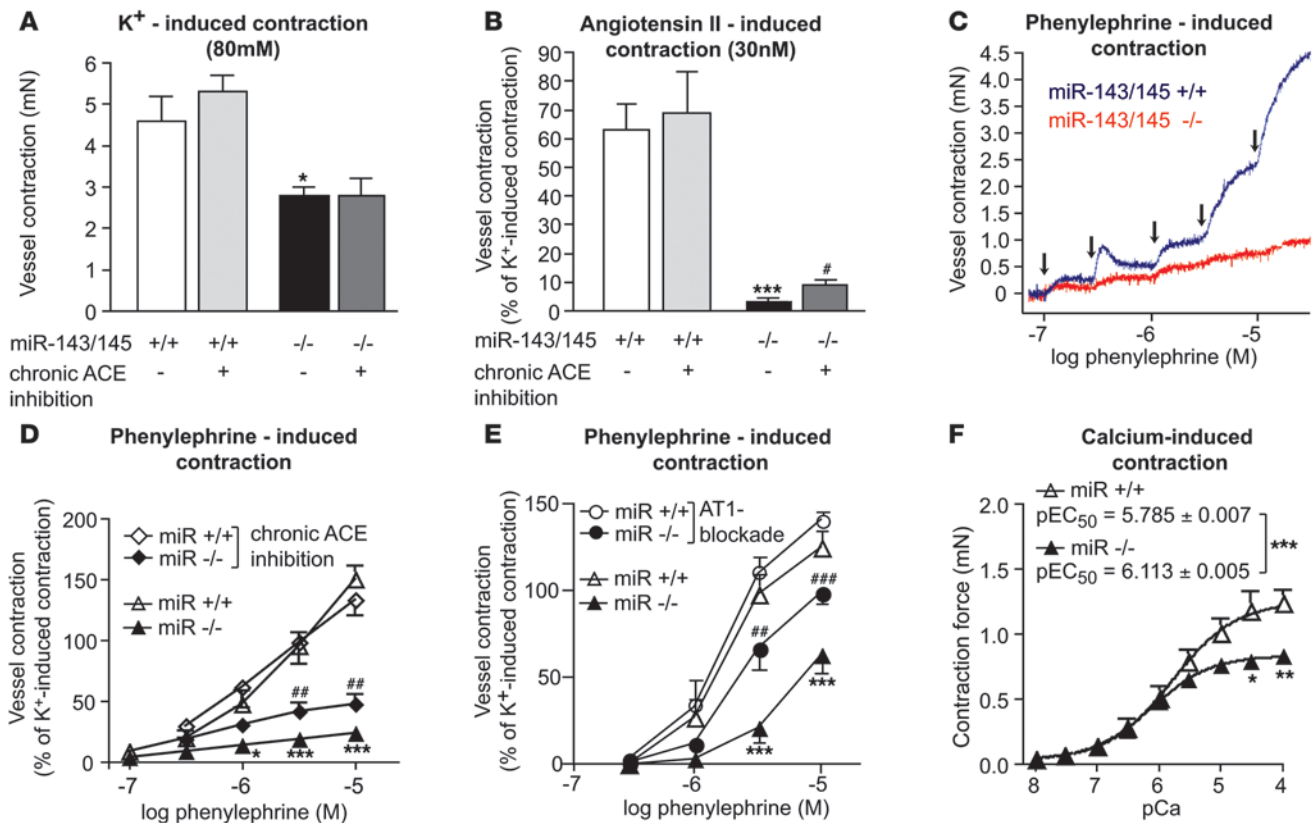 A
K+ - induced contraction
(80mM)
Vessel contraction (mN)
6
5
4
3
2
1
0
*
miR-143/145 +/+ +/+ -/- -/-
chronic ACE - + - +
inhibition
B
Angiotensin II - induced
contraction (30nM)
Vessel contraction
(% of K+-induced contraction)
90
80
70
60
50
40
30
20
10
0
***
#
miR-143/145 +/+ +/+ -/- -/-
chronic ACE - + - +
inhibition
C
Phenylephrine - induced
contraction
Vessel contraction (mN)
4.5
4.0
3.5
3.0
2.5
2.0
1.5
1.0
0.5
0
miR-143/145 +/+
miR-143/145 -/-
-7 -6 -5
log phenylephrine (M)
D
Phenylephrine - induced
contraction
Vessel contraction
(% of K+-induced contraction)
200
150
100
50
0
miR +/+
miR -/-
chronic ACE
inhibition
miR +/+
miR -/-
## ##
* *** ***
-7 -6 -5
log phenylephrine (M)
E
Phenylephrine - induced
contraction
Vessel contraction
(% of K+-induced contraction)
150
100
50
0
miR +/+
miR -/-
AT1-
blockade
miR +/+
miR -/-
###
##
***
***
-7 -6 -5
log phenylephrine (M)
F
Calcium-induced
contraction
Contraction force (mN)
2.0
1.5
1.0
0.5
0.0
miR +/+
pEC50 = 5.785 ± 0.007
miR -/-
pEC50 = 6.113 ± 0.005
***
* **
8 7 6 5 4
pCa